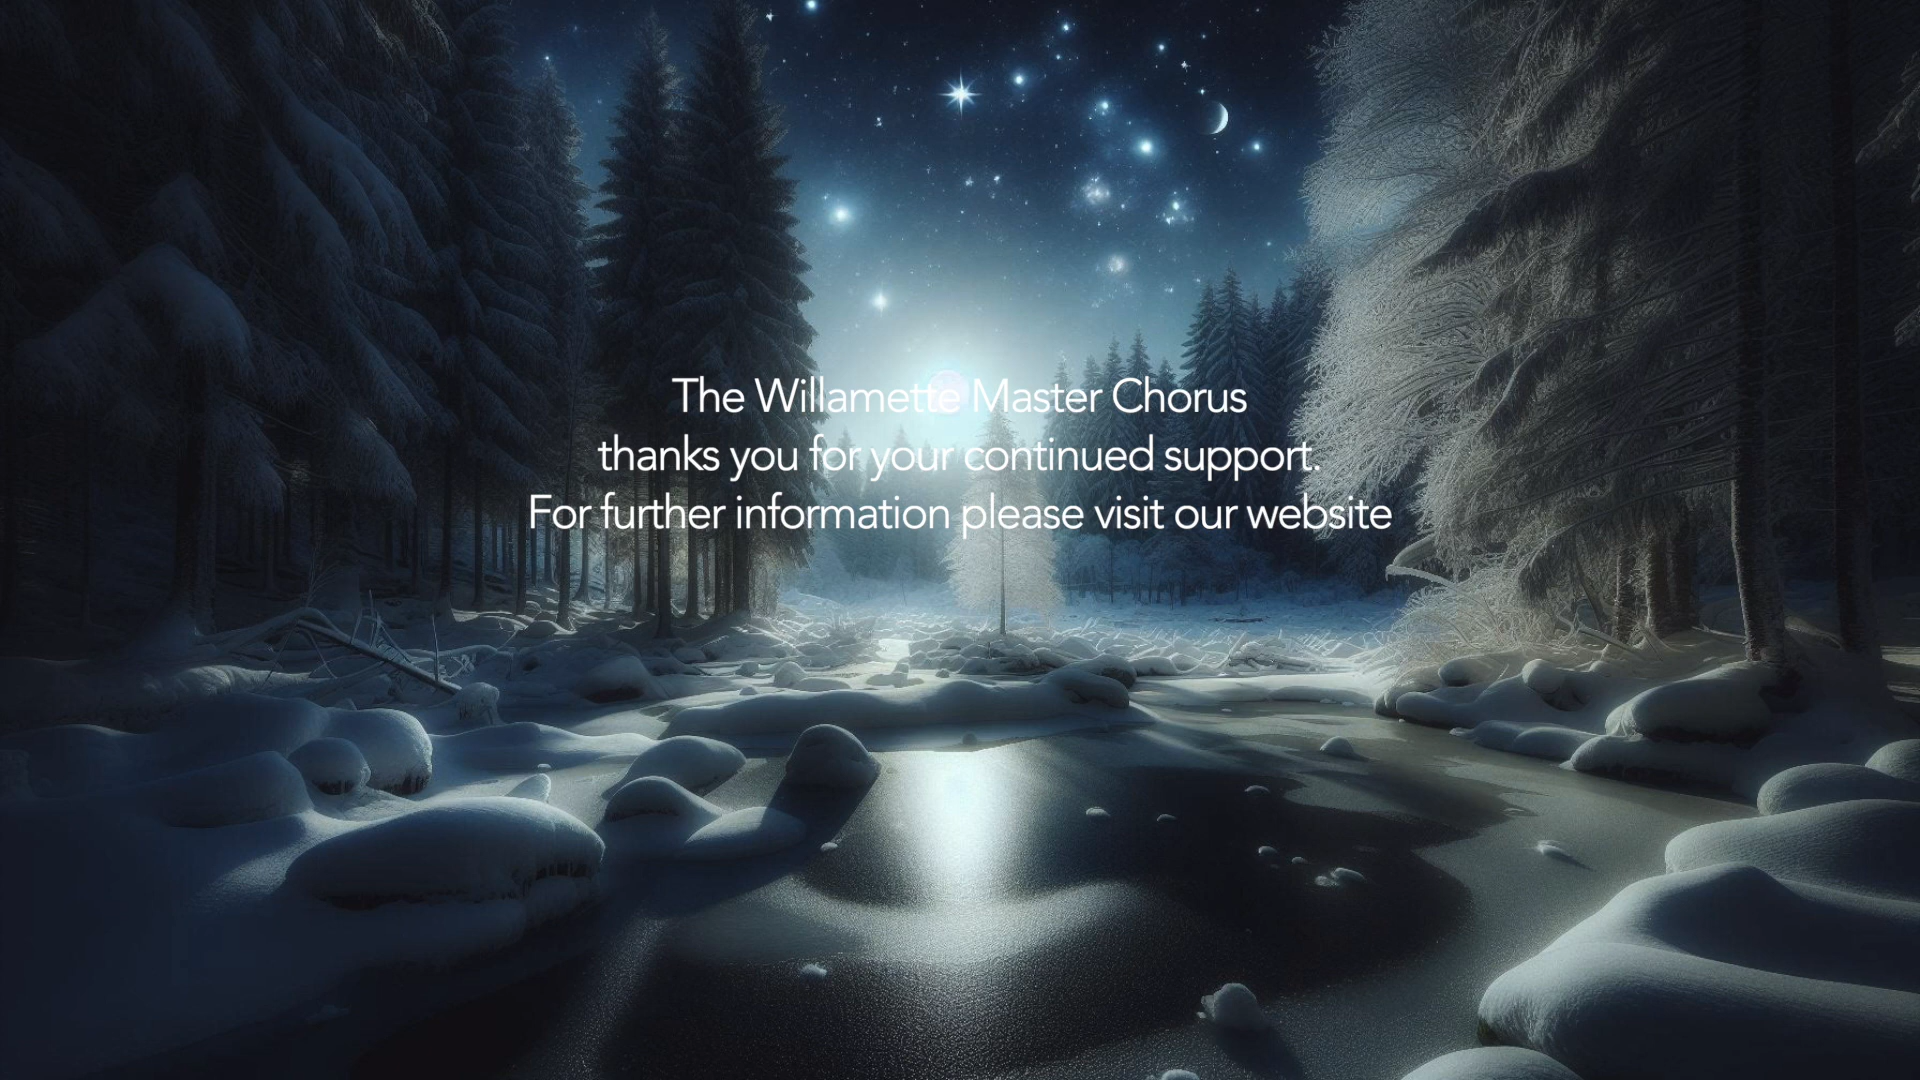 The Willamette Master Chorus
thanks you for your continued support.
For further information please visit our website